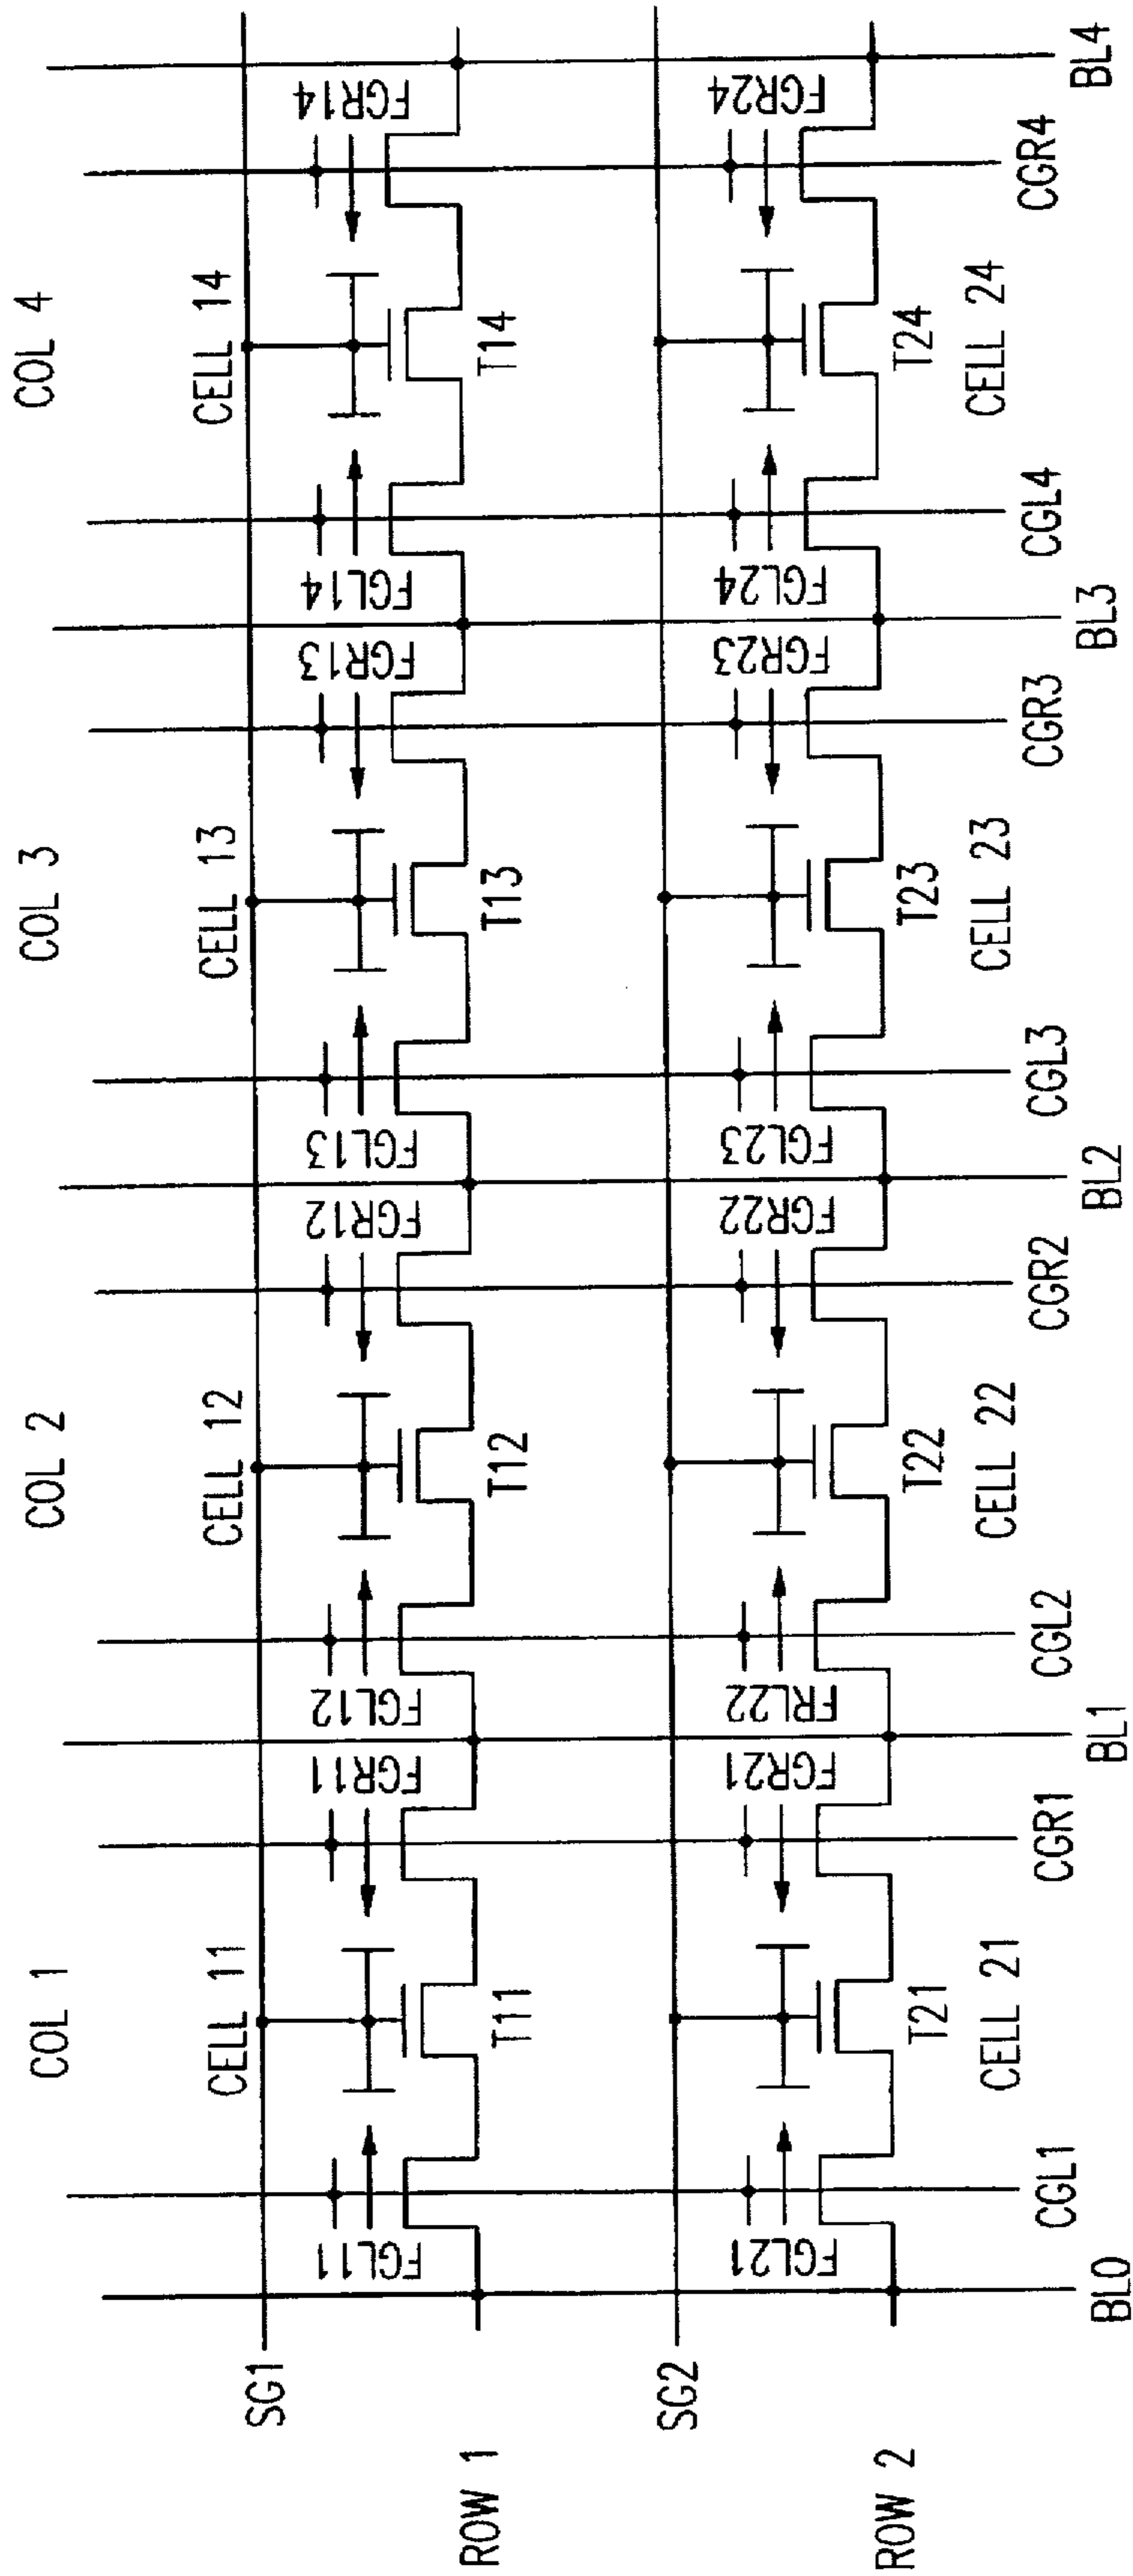 COL 1 COL 2 COL 3 COL 4
CELL 11 CELL 12 CELL 13 CELL 14
SG1
FGL11 FGR11 FGL12 FGR12 FGL13 FGR13 FGL14 FGR14
T11 T12 T13 T14
ROW 1
SG2
FGL21 FGR21 FRL22 FGR22 FGL23 FGR23 FGL24 FGR24
T21 T22 T23 T24
ROW 2
CELL 21 CELL 22 CELL 23 CELL 24
CGL1 CGR1 CGL2 CGR2 CGL3 CGR3 CGL4 CGR4
BL0 BL1 BL2 BL3 BL4